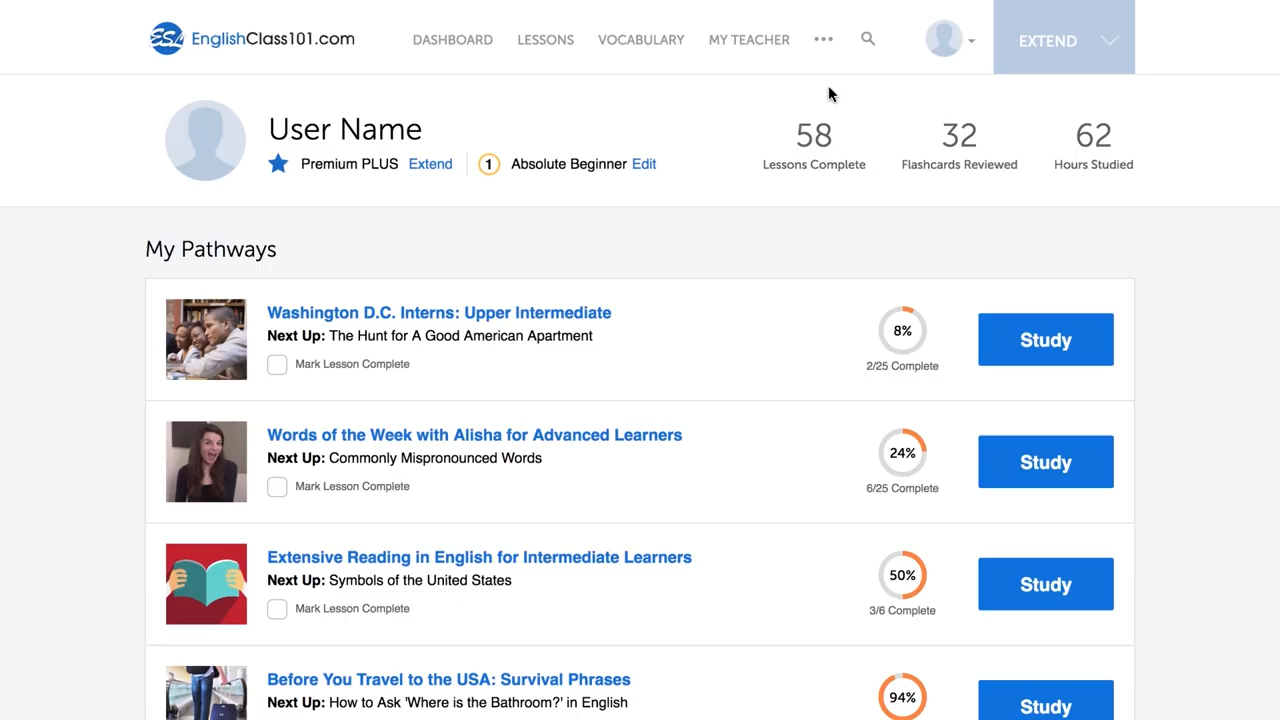 ESL EnglishClass101.com DASHBOARD LESSONS VOCABULARY MY TEACHER ••• EXTEND
User Name
Premium PLUS Extend 1 Absolute Beginner Edit
58 32 62
Lessons Complete Flashcards Reviewed Hours Studied
My Pathways
Washington D.C. Interns: Upper Intermediate
Next Up: The Hunt for A Good American Apartment
Mark Lesson Complete
8%
2/25 Complete
Study
Words of the Week with Alisha for Advanced Learners
Next Up: Commonly Mispronounced Words
Mark Lesson Complete
24%
6/25 Complete
Study
Extensive Reading in English for Intermediate Learners
Next Up: Symbols of the United States
Mark Lesson Complete
50%
3/6 Complete
Study
Before You Travel to the USA: Survival Phrases
Next Up: How to Ask 'Where is the Bathroom?' in English
94%
Study